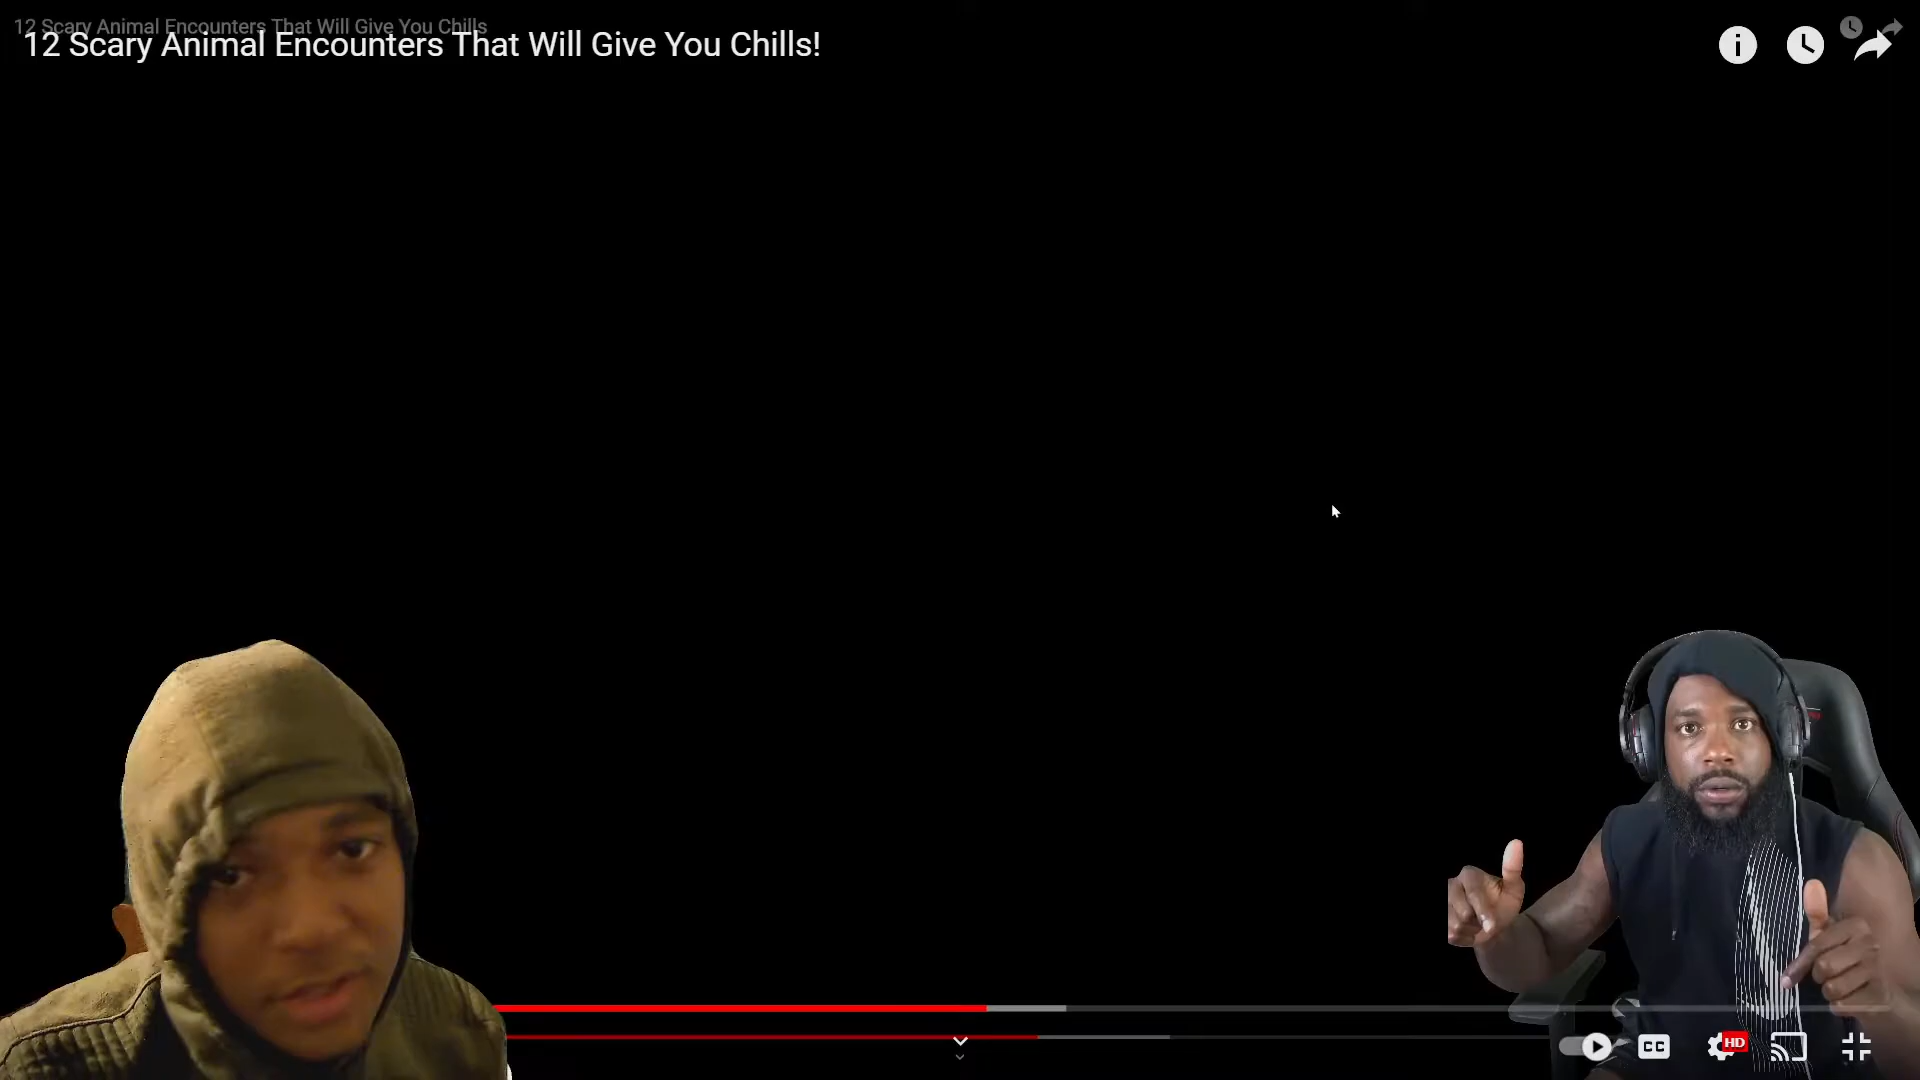 12 Scary Animal Encounters That Will Give You Chills
12 Scary Animal Encounters That Will Give You Chills!
HD
CC